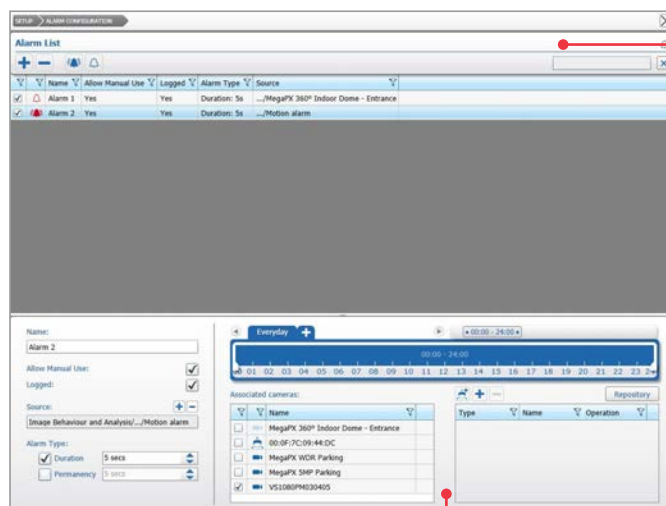 SETUP ALARM CONFIGURATION
Alarm List
Name Allow Manual Use Logged Alarm Type Source
Alarm 1 Yes Yes Duration: 5s .../MegaPX 360º Indoor Dome - Entrance
Alarm 2 Yes Yes Duration: 5s .../Motion alarm
Name:
Alarm 2
Allow Manual Use:
Logged:
Source:
Image Behaviour and Analysis/.../Motion alarm
Alarm Type:
Duration 5 secs
Permanency 5 secs
Everyday
00:00 - 24:00
00:00 - 24:00
01 02 03 04 05 06 07 08 09 10 11 12 13 14 15 16 17 18 19 20 21 22 23
Associated cameras:
Name
MegaPX 360º Indoor Dome - Entrance
00:0F:7C:09:44:DC
MegaPX WDR Parking
MegaPX 5MP Parking
VS1080PM030405
Repository
Type Name Operation